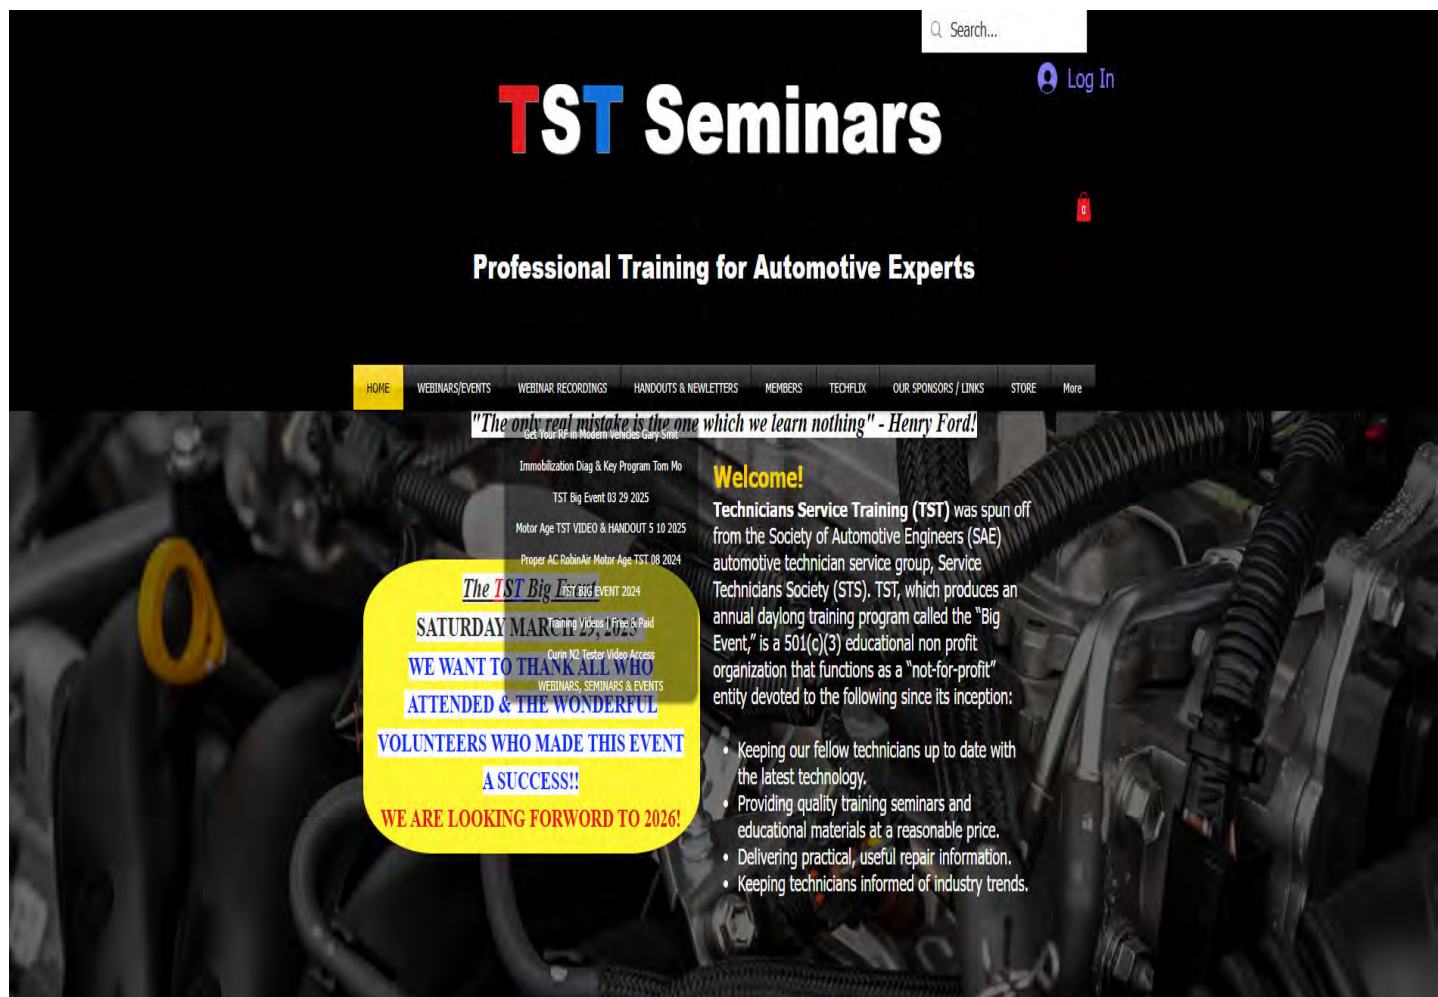 Search...
Log In
TST Seminars
0
Professional Training for Automotive Experts
HOME WEBINARS/EVENTS WEBINAR RECORDINGS HANDOUTS & NEWLETTERS MEMBERS TECHFLIX OUR SPONSORS / LINKS STORE More
"The only real mistake is the one which we learn nothing" - Henry Ford!
Get Your RF in Modern Vehicles Gary Smit
Immobilization Diag & Key Program Tom Mo
TST Big Event 03 29 2025
Motor Age TST VIDEO & HANDOUT 5 10 2025
Proper AC RobinAir Motor Age TST 08 2024
TST BIG EVENT 2024
Training Videos | Free & Paid
Curin N2 Tester Video Access
WEBINARS, SEMINARS & EVENTS
The TST Big Event
SATURDAY MARCH 29, 2025
WE WANT TO THANK ALL WHO
ATTENDED & THE WONDERFUL
VOLUNTEERS WHO MADE THIS EVENT
A SUCCESS!!
WE ARE LOOKING FORWORD TO 2026!
Welcome!
Technicians Service Training (TST) was spun off
from the Society of Automotive Engineers (SAE)
automotive technician service group, Service
Technicians Society (STS). TST, which produces an
annual daylong training program called the “Big
Event,” is a 501(c)(3) educational non profit
organization that functions as a “not-for-profit”
entity devoted to the following since its inception:
• Keeping our fellow technicians up to date with
the latest technology.
• Providing quality training seminars and
educational materials at a reasonable price.
• Delivering practical, useful repair information.
• Keeping technicians informed of industry trends.